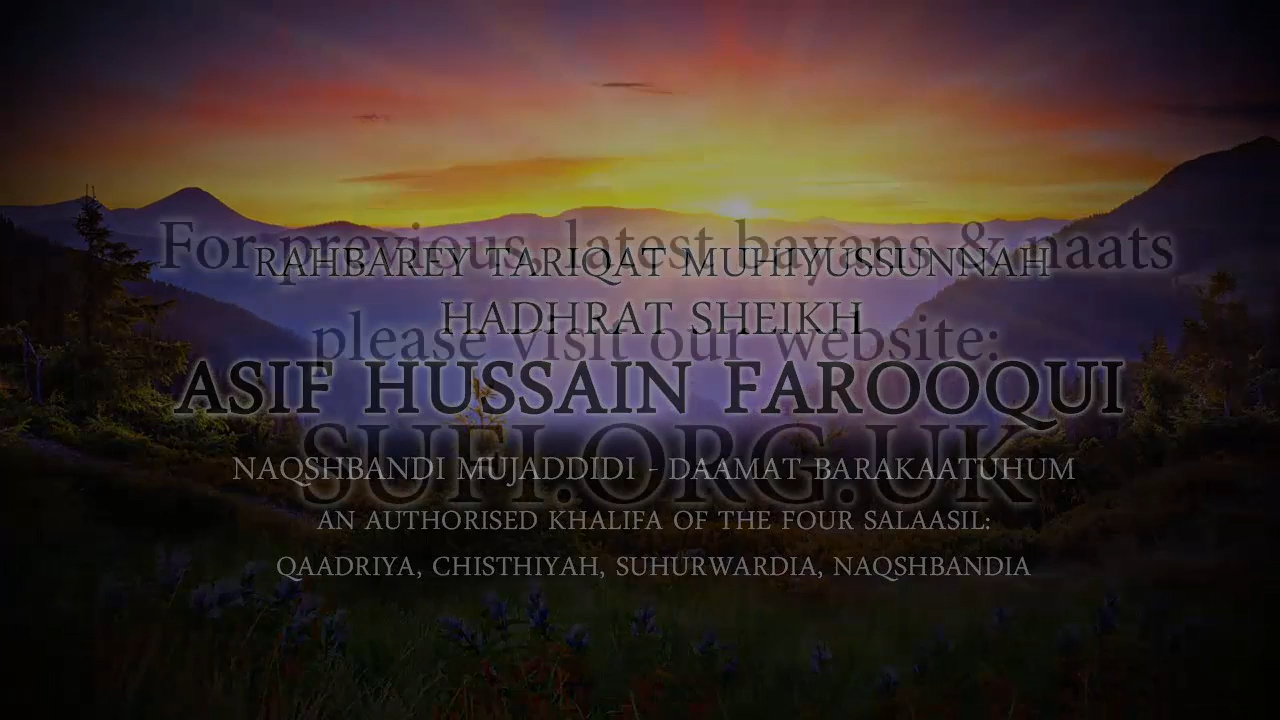 For previous, latest bayans & naats
RAHBAREY TARIQAT MUHIYUSSUNNAH
HADHRAT SHEIKH
please visit our website:
ASIF HUSSAIN FAROOQUI
SUFI.ORG.UK
NAQSHBANDI MUJADDIDI - DAAMAT BARAKAATUHUM
AN AUTHORISED KHALIFA OF THE FOUR SALAASIL:
QAADRIYA, CHISTHIYAH, SUHURWARDIA, NAQSHBANDIA